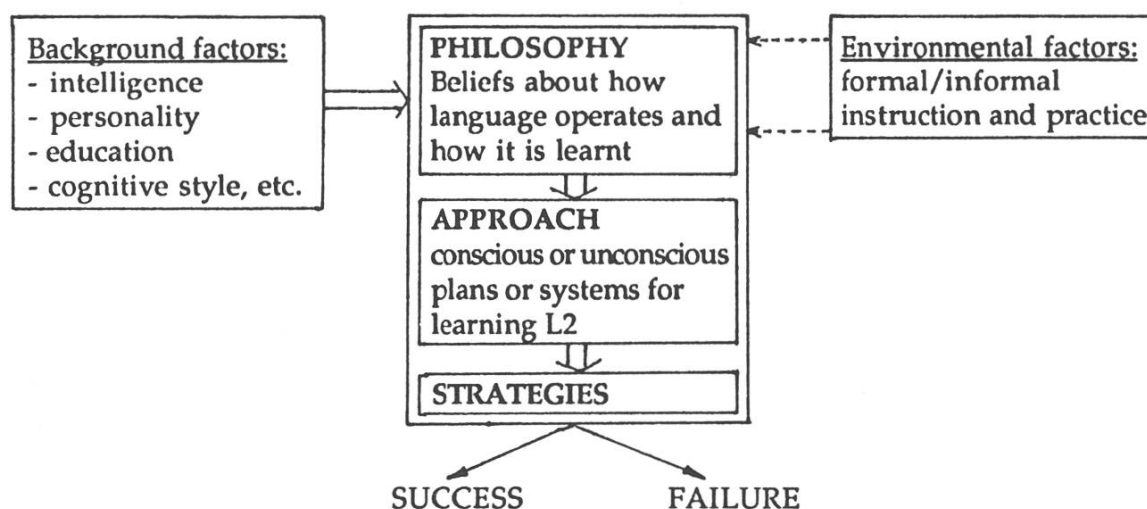 Background factors:
- intelligence
- personality
- education
- cognitive style, etc.
PHILOSOPHY
Beliefs about how
language operates and
how it is learnt
Environmental factors:
formal/informal
instruction and practice
APPROACH
conscious or unconscious
plans or systems for
learning L2
STRATEGIES
SUCCESS
FAILURE